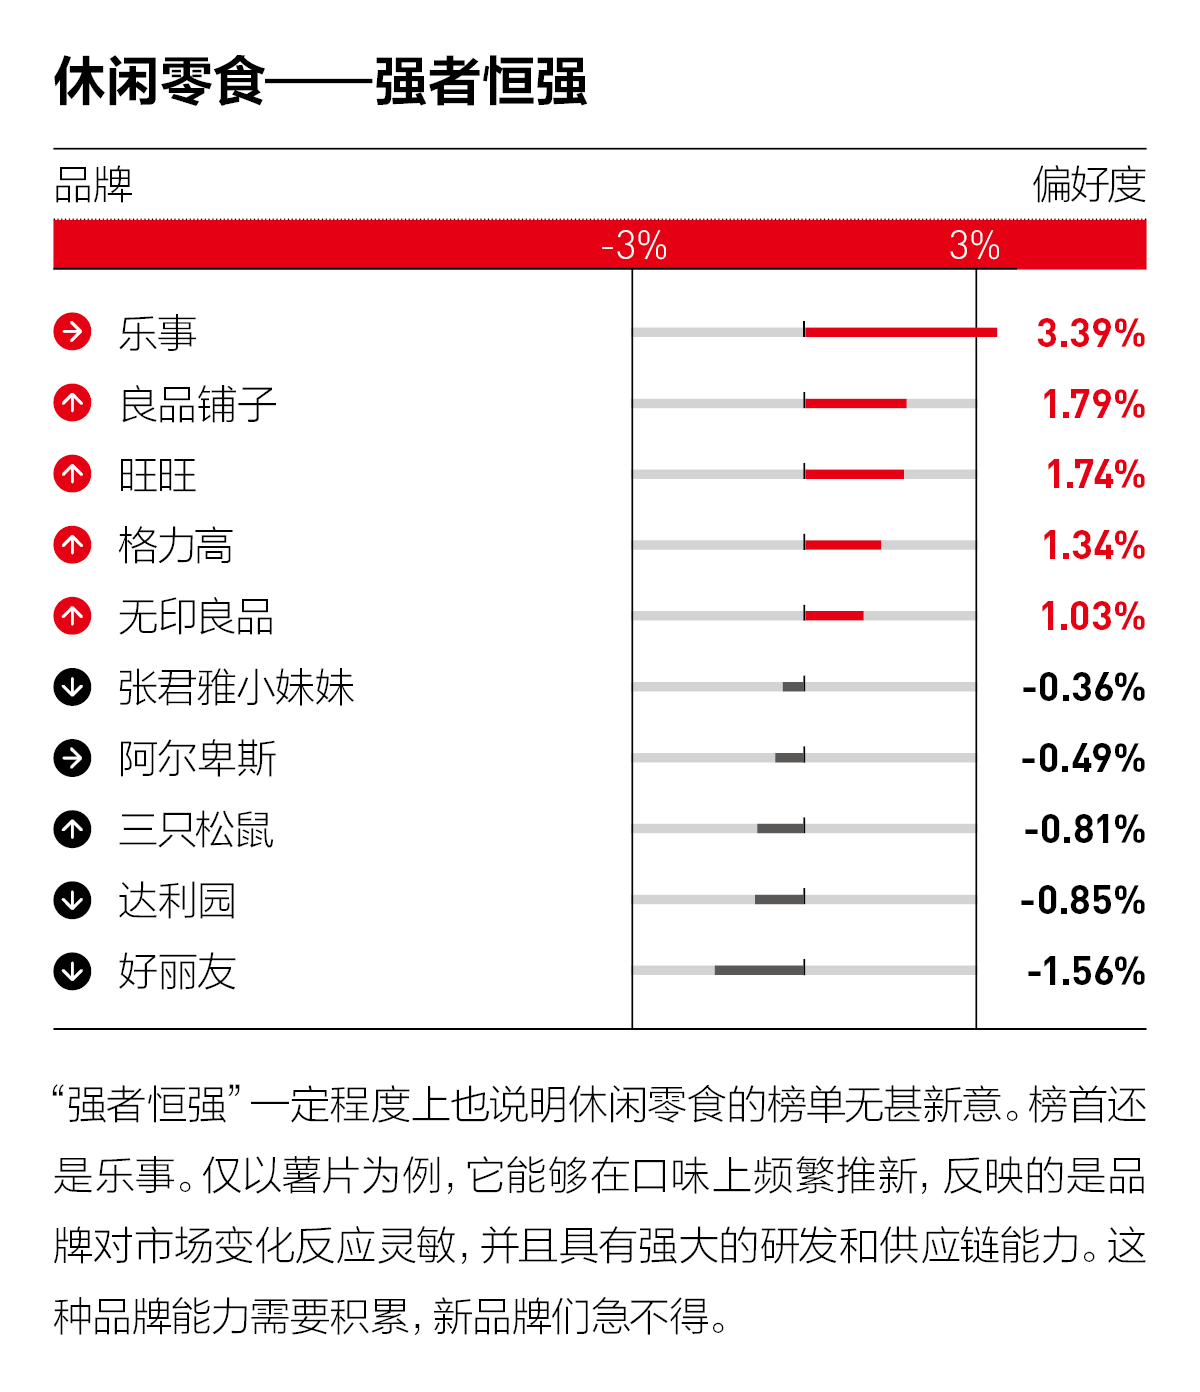 休闲零食——强者恒强
品牌 偏好度
-3% 3%
乐事 3.39%
良品铺子 1.79%
旺旺 1.74%
格力高 1.34%
无印良品 1.03%
张君雅小妹妹 -0.36%
阿尔卑斯 -0.49%
三只松鼠 -0.81%
达利园 -0.85%
好丽友 -1.56%
“强者恒强”一定程度上也说明休闲零食的榜单无甚新意。榜首还
是乐事。仅以薯片为例，它能够在口味上频繁推新，反映的是品
牌对市场变化反应灵敏，并且具有强大的研发和供应链能力。这
种品牌能力需要积累，新品牌们急不得。